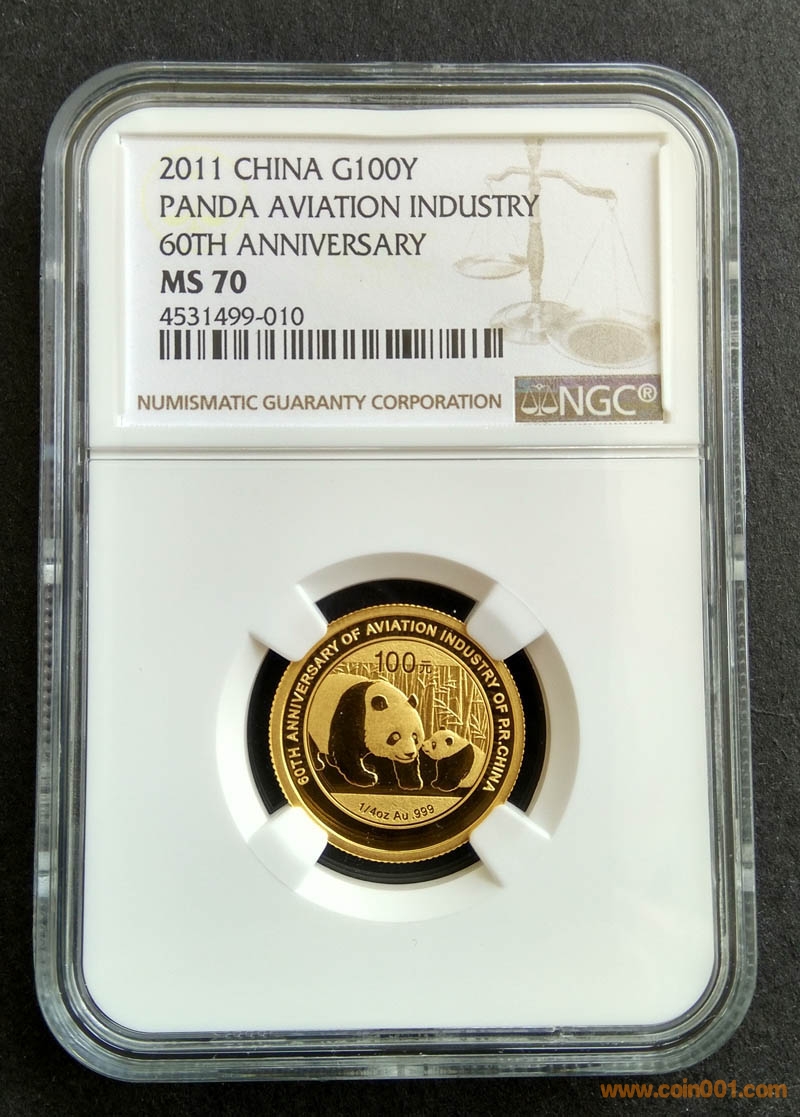 2011 CHINA G100Y
PANDA AVIATION INDUSTRY
60TH ANNIVERSARY
MS 70
4531499-010
NUMISMATIC GUARANTY CORPORATION
NGC®
60TH ANNIVERSARY OF AVIATION INDUSTRY OF P.R.CHINA
100元
1/4oz Au .999
www.coin001.com